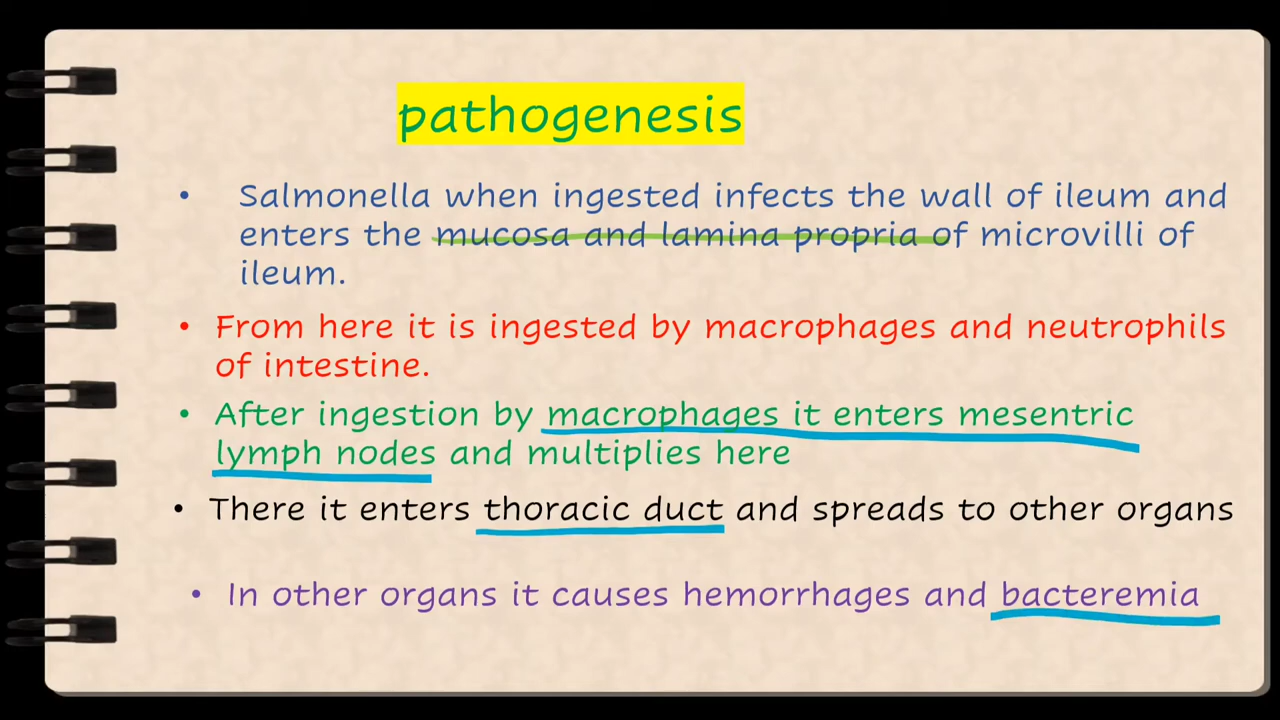 pathogenesis
• Salmonella when ingested infects the wall of ileum and
enters the mucosa and lamina propria of microvilli of
ileum.
• From here it is ingested by macrophages and neutrophils
of intestine.
• After ingestion by macrophages it enters mesentric
lymph nodes and multiplies here
• There it enters thoracic duct and spreads to other organs
• In other organs it causes hemorrhages and bacteremia